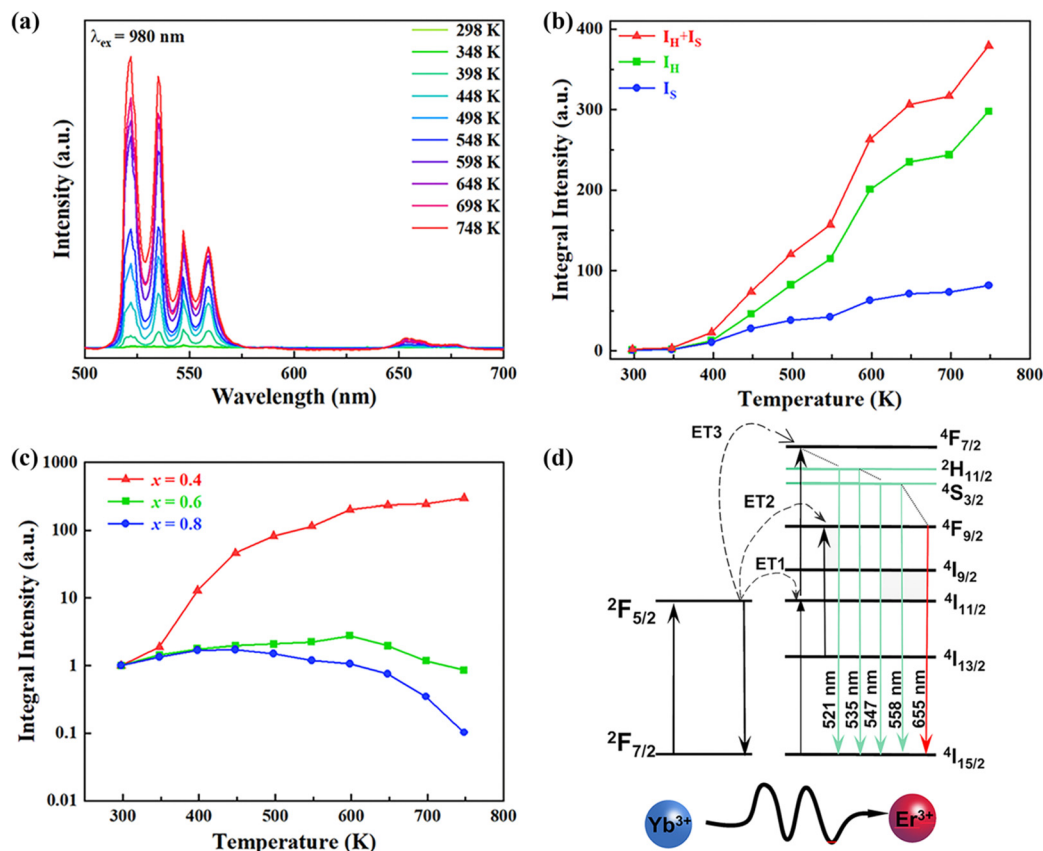 (a)
λex = 980 nm
298 K
348 K
398 K
448 K
498 K
548 K
598 K
648 K
698 K
748 K
Intensity (a.u.)
500 550 600 650 700
Wavelength (nm)
(b)
IH+IS
IH
IS
Integral Intensity (a.u.)
400
300
200
100
0
300 400 500 600 700 800
Temperature (K)
(c)
x = 0.4
x = 0.6
x = 0.8
Integral Intensity (a.u.)
1000
100
10
1
0.1
0.01
300 400 500 600 700 800
Temperature (K)
(d)
ET3
ET2
ET1
4F7/2
2H11/2
4S3/2
4F9/2
4I9/2
4I11/2
4I13/2
4I15/2
2F5/2
2F7/2
521 nm
535 nm
547 nm
558 nm
655 nm
Yb3+
Er3+